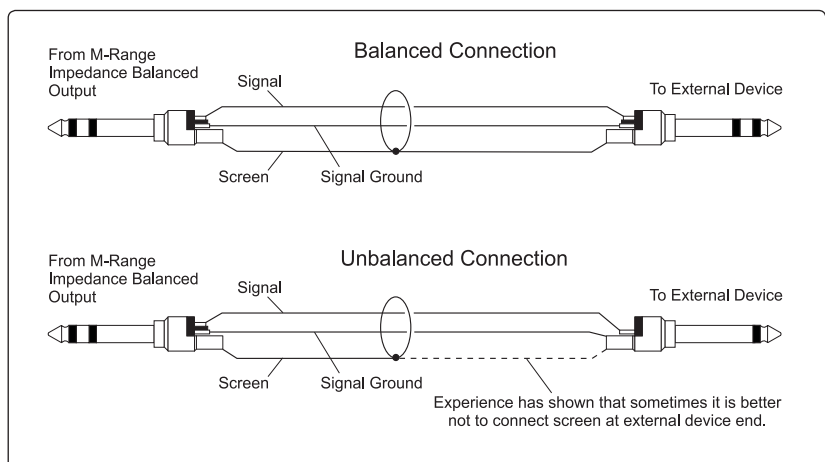 Balanced Connection
From M-Range
Impedance Balanced
Output
Signal
To External Device
Screen
Signal Ground
Unbalanced Connection
From M-Range
Impedance Balanced
Output
Signal
To External Device
Screen
Signal Ground
Experience has shown that sometimes it is better
not to connect screen at external device end.